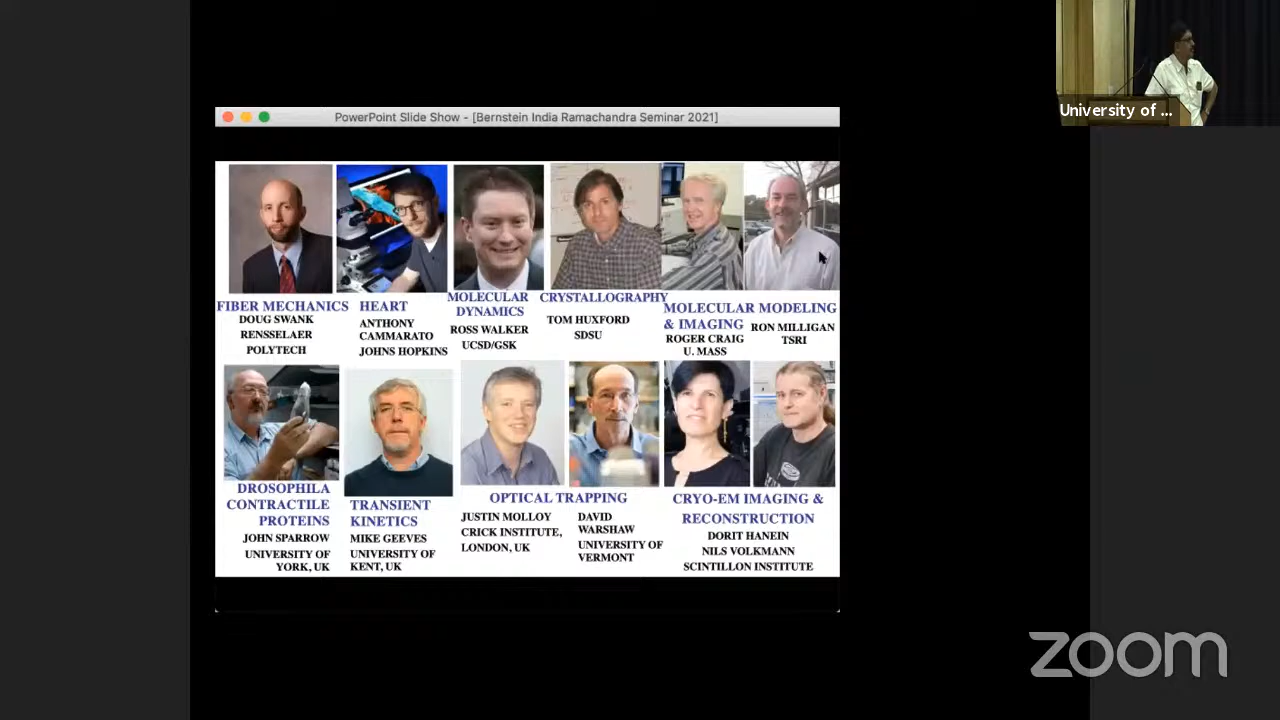 University of ...
PowerPoint Slide Show - [Bernstein India Ramachandra Seminar 2021]
FIBER MECHANICS
DOUG SWANK
RENSSELAER
POLYTECH
HEART
ANTHONY
CAMMARATO
JOHNS HOPKINS
MOLECULAR
DYNAMICS
ROSS WALKER
UCSD/GSK
CRYSTALLOGRAPHY
TOM HUXFORD
SDSU
MOLECULAR MODELING
& IMAGING
ROGER CRAIG
U. MASS
RON MILLIGAN
TSRI
DROSOPHILA
CONTRACTILE
PROTEINS
JOHN SPARROW
UNIVERSITY OF
YORK, UK
TRANSIENT
KINETICS
MIKE GEEVES
UNIVERSITY OF
KENT, UK
OPTICAL TRAPPING
JUSTIN MOLLOY
CRICK INSTITUTE,
LONDON, UK
DAVID
WARSHAW
UNIVERSITY OF
VERMONT
CRYO-EM IMAGING &
RECONSTRUCTION
DORIT HANEIN
NILS VOLKMANN
SCINTILLON INSTITUTE
zoom